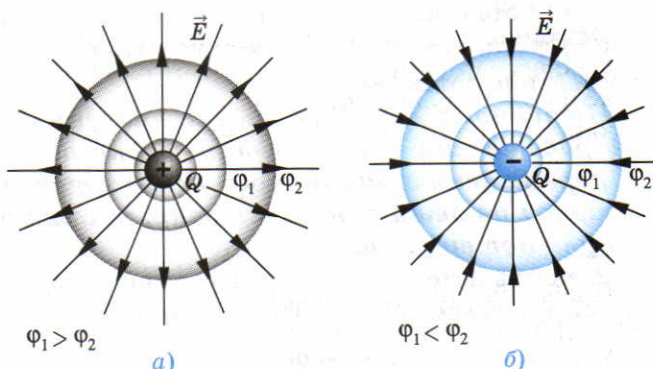 E⃗
+ Q φ₁ φ₂
φ₁ > φ₂
а)
E⃗
− Q φ₁ φ₂
φ₁ < φ₂
б)